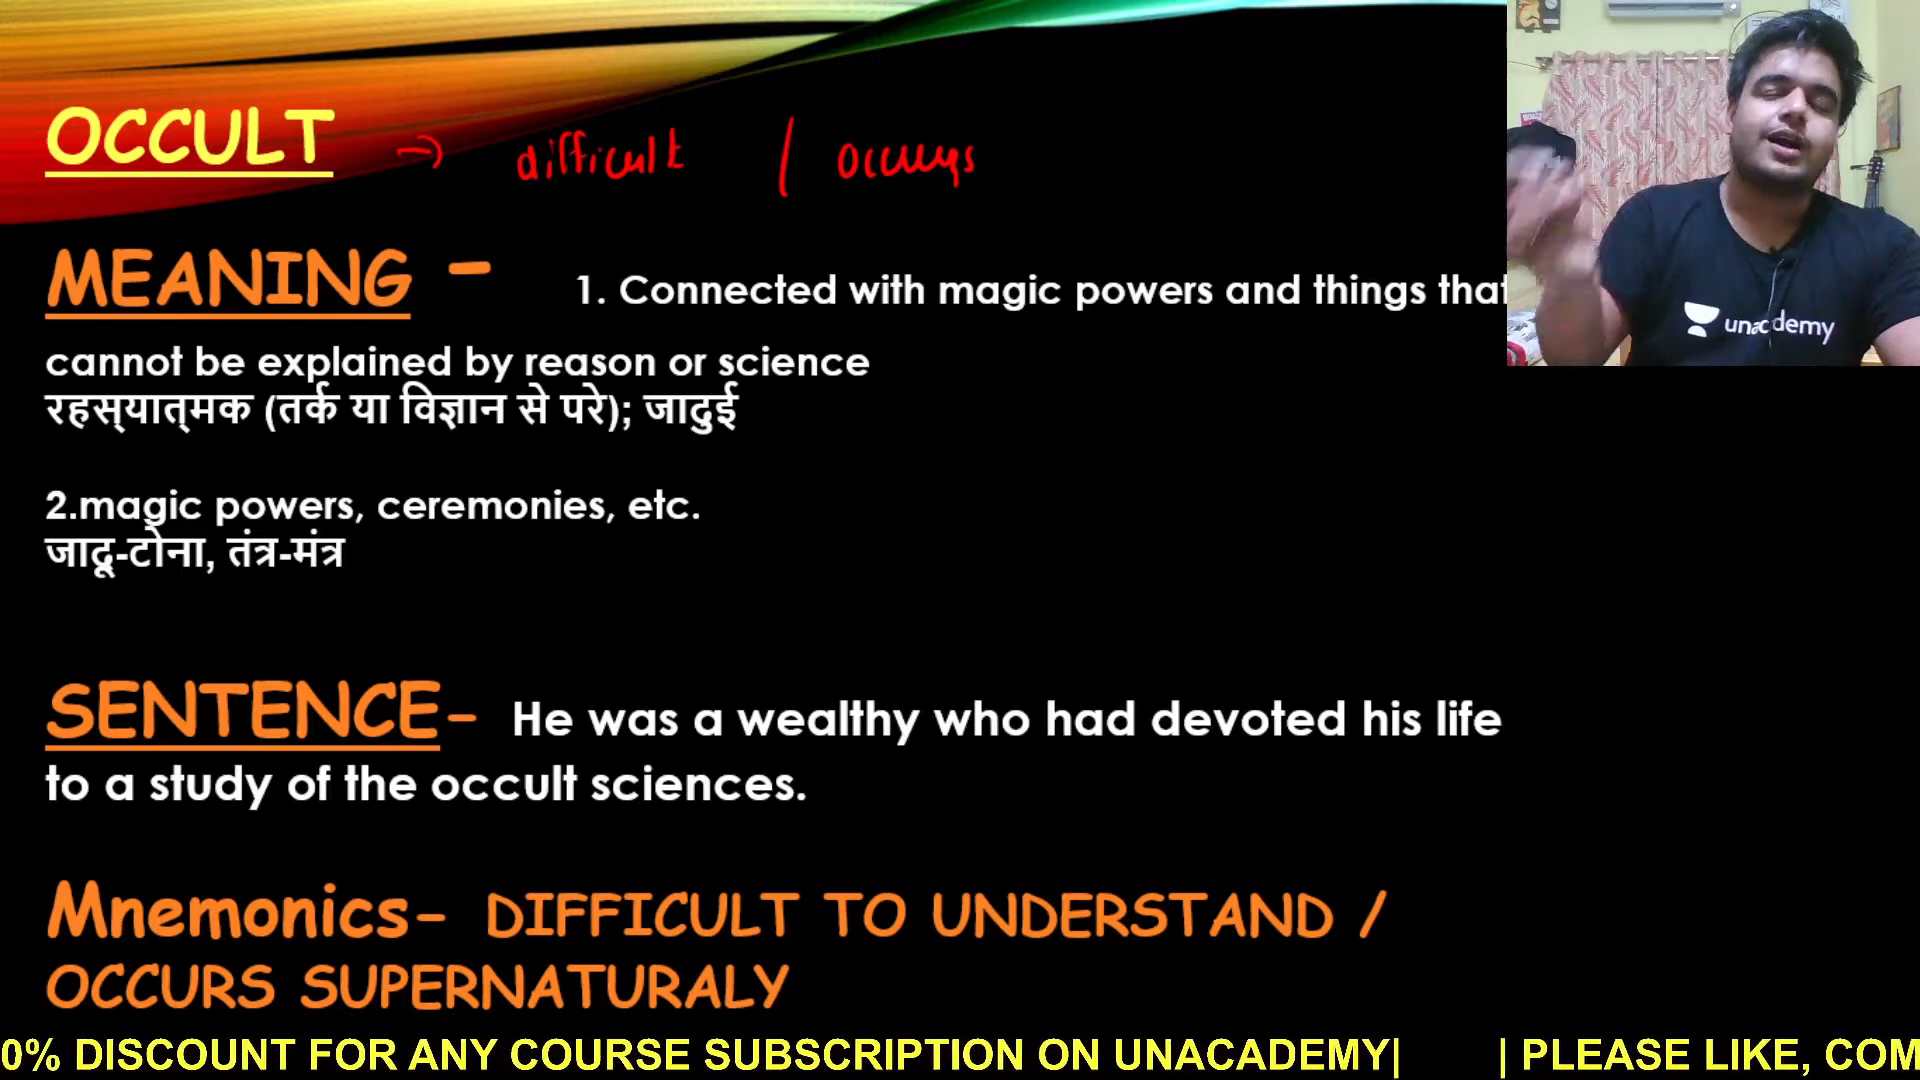 OCCULT → difficult / occurs
MEANING - 1. Connected with magic powers and things that
cannot be explained by reason or science
रहस्यात्मक (तर्क या विज्ञान से परे); जादुई
2.magic powers, ceremonies, etc.
जादू-टोना, तंत्र-मंत्र
SENTENCE- He was a wealthy who had devoted his life
to a study of the occult sciences.
Mnemonics- DIFFICULT TO UNDERSTAND /
OCCURS SUPERNATURALY
0% DISCOUNT FOR ANY COURSE SUBSCRIPTION ON UNACADEMY| | PLEASE LIKE, COM
unacademy